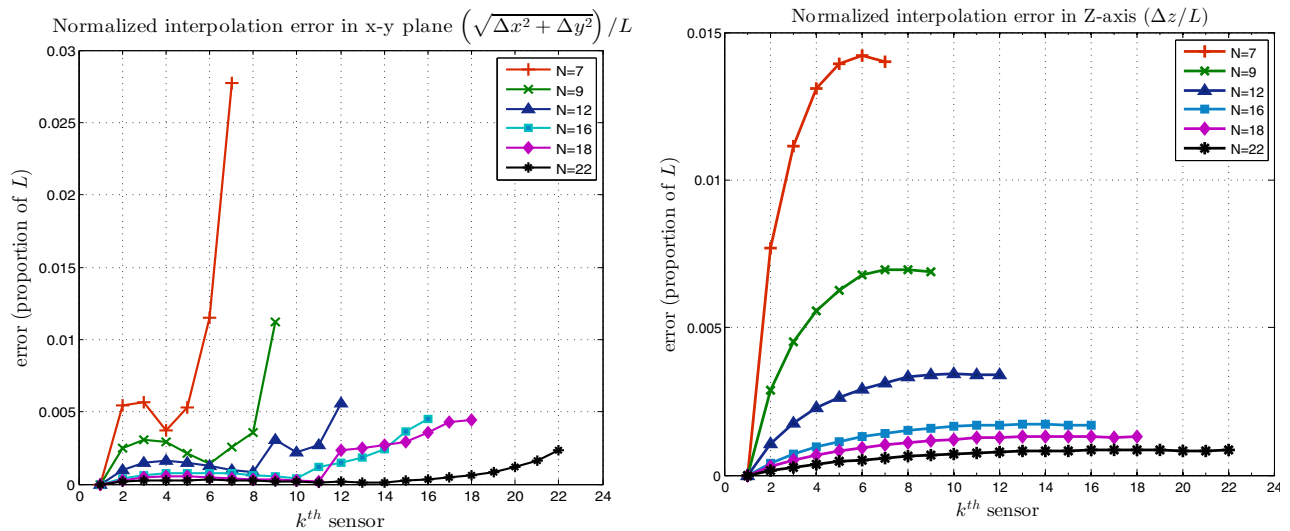 Normalized interpolation error in x-y plane (√Δx² + Δy²) /L
0.03
0.025
0.02
0.015
0.01
0.005
0
error (proportion of L)
0 2 4 6 8 10 12 14 16 18 20 22 24
kᵗʰ sensor
N=7
N=9
N=12
N=16
N=18
N=22
Normalized interpolation error in Z-axis (Δz/L)
0.015
0.01
0.005
0
error (proportion of L)
2 4 6 8 10 12 14 16 18 20 22 24
kᵗʰ sensor
N=7
N=9
N=12
N=16
N=18
N=22